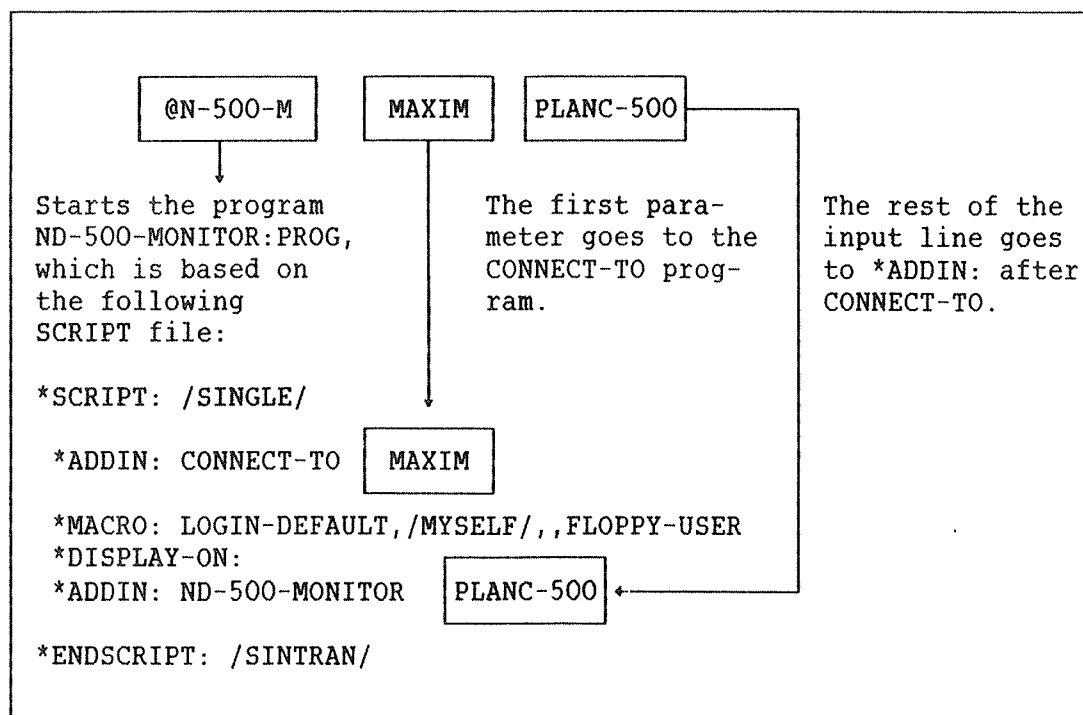 @N-500-M MAXIM PLANC-500
Starts the program
ND-500-MONITOR:PROG,
which is based on
the following
SCRIPT file:
The first para-
meter goes to the
CONNECT-TO prog-
ram.
The rest of the
input line goes
to *ADDIN: after
CONNECT-TO.
*SCRIPT: /SINGLE/
*ADDIN: CONNECT-TO MAXIM
*MACRO: LOGIN-DEFAULT,/MYSELF/,,FLOPPY-USER
*DISPLAY-ON:
*ADDIN: ND-500-MONITOR PLANC-500
*ENDSCRIPT: /SINTRAN/